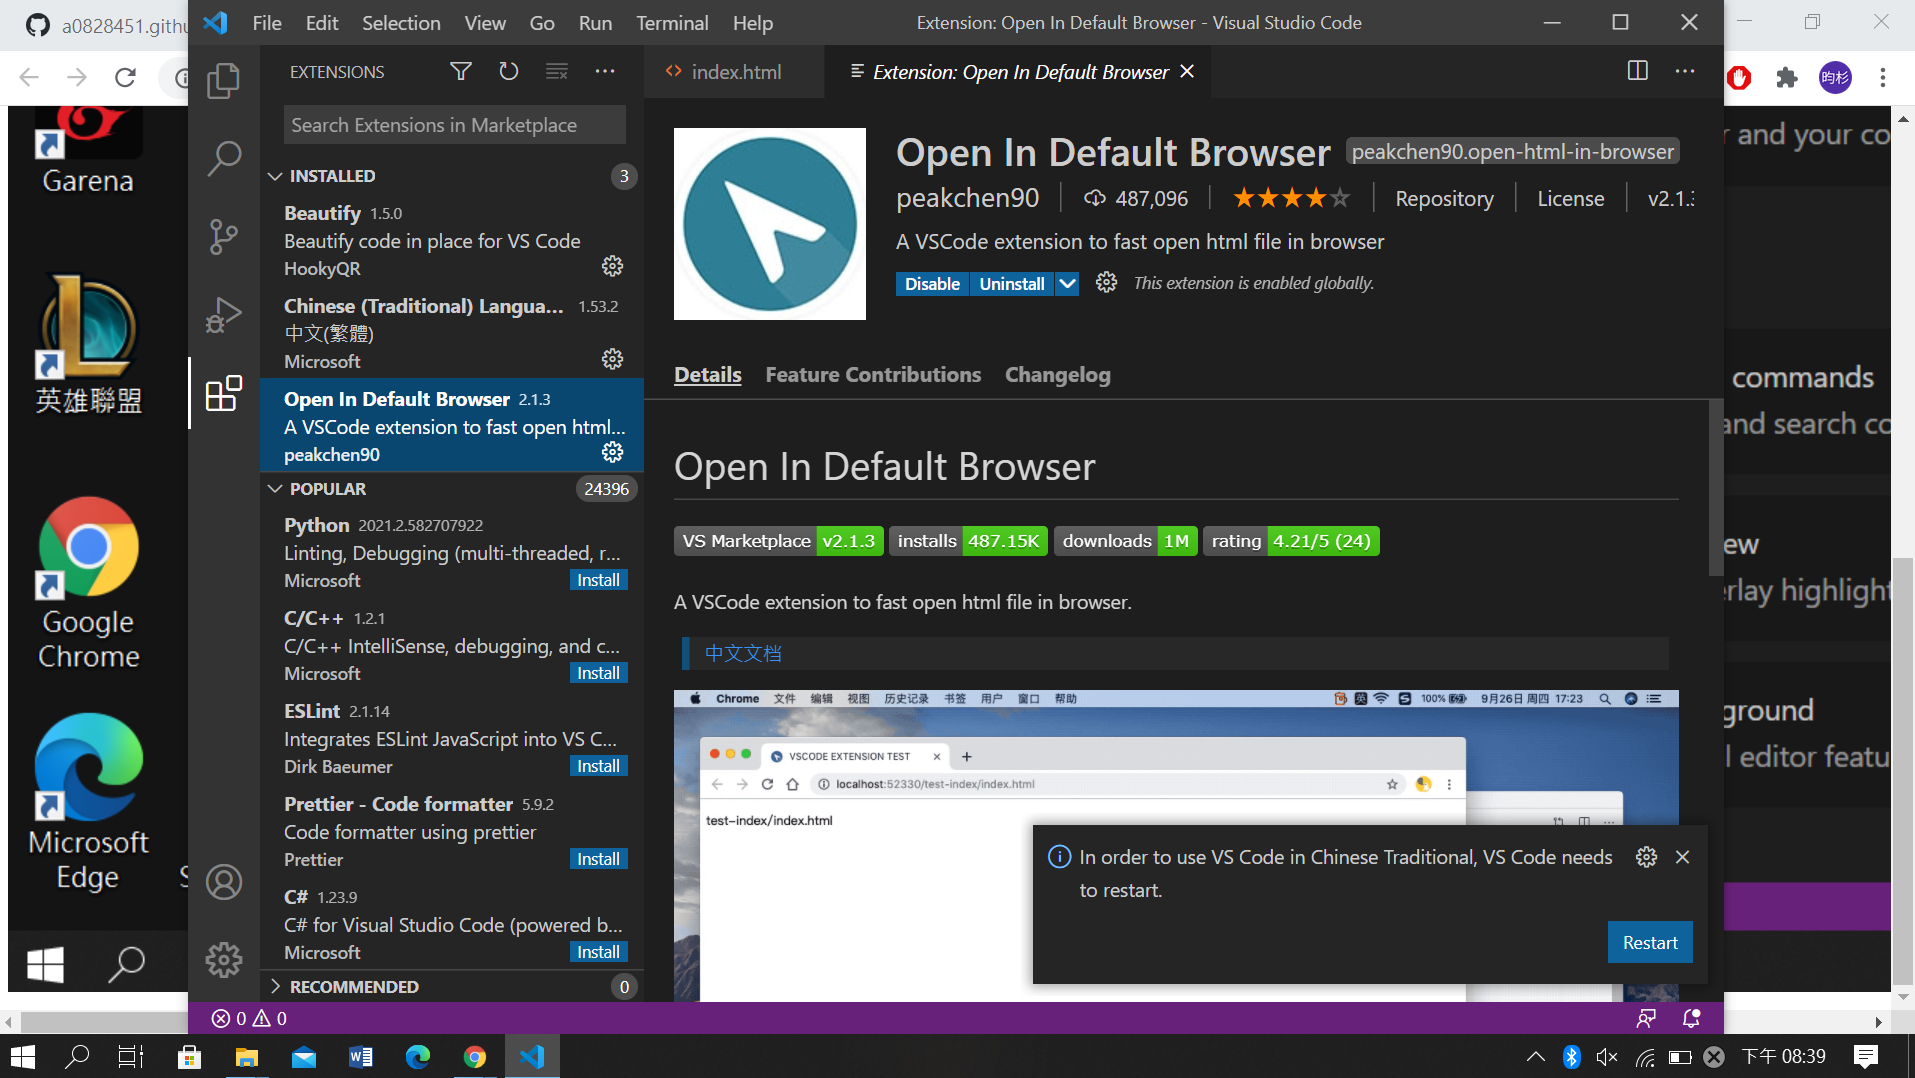 a0828451.githu
File Edit Selection View Go Run Terminal Help
Extension: Open In Default Browser - Visual Studio Code
EXTENSIONS
index.html
Extension: Open In Default Browser
昀杉
Garena
英雄聯盟
Google
Chrome
Microsoft
Edge
S
Search Extensions in Marketplace
INSTALLED 3
Beautify 1.5.0
Beautify code in place for VS Code
HookyQR
Chinese (Traditional) Langua... 1.53.2
中文(繁體)
Microsoft
Open In Default Browser 2.1.3
A VSCode extension to fast open html...
peakchen90
POPULAR 24396
Python 2021.2.582707922
Linting, Debugging (multi-threaded, r...
Microsoft Install
C/C++ 1.2.1
C/C++ IntelliSense, debugging, and c...
Microsoft Install
ESLint 2.1.14
Integrates ESLint JavaScript into VS C...
Dirk Baeumer Install
Prettier - Code formatter 5.9.2
Code formatter using prettier
Prettier Install
C# 1.23.9
C# for Visual Studio Code (powered b...
Microsoft Install
RECOMMENDED 0
Open In Default Browser peakchen90.open-html-in-browser
peakchen90 487,096 Repository License v2.1.3
A VSCode extension to fast open html file in browser
Disable Uninstall This extension is enabled globally.
Details Feature Contributions Changelog
Open In Default Browser
VS Marketplace v2.1.3 installs 487.15K downloads 1M rating 4.21/5 (24)
A VSCode extension to fast open html file in browser.
中文文档
Chrome 文件 编辑 视图 历史记录 书签 用户 窗口 帮助 英 S 100% 9月26日 周四 17:23
VSCODE EXTENSION TEST
localhost:52330/test-index/index.html
test-index/index.html
In order to use VS Code in Chinese Traditional, VS Code needs
to restart.
Restart
r and your co
commands
and search co
ew
rlay highlight
ground
l editor featu
0 0
下午 08:39